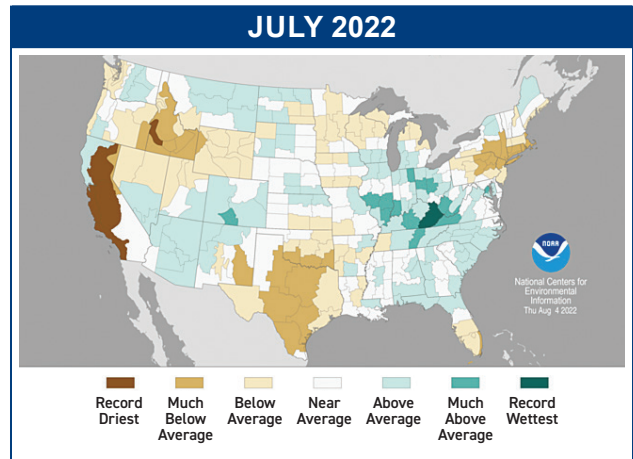 JULY 2022
NOAA
National Centers for
Environmental
Information
Thu Aug 4 2022
Record
Driest
Much
Below
Average
Below
Average
Near
Average
Above
Average
Much
Above
Average
Record
Wettest